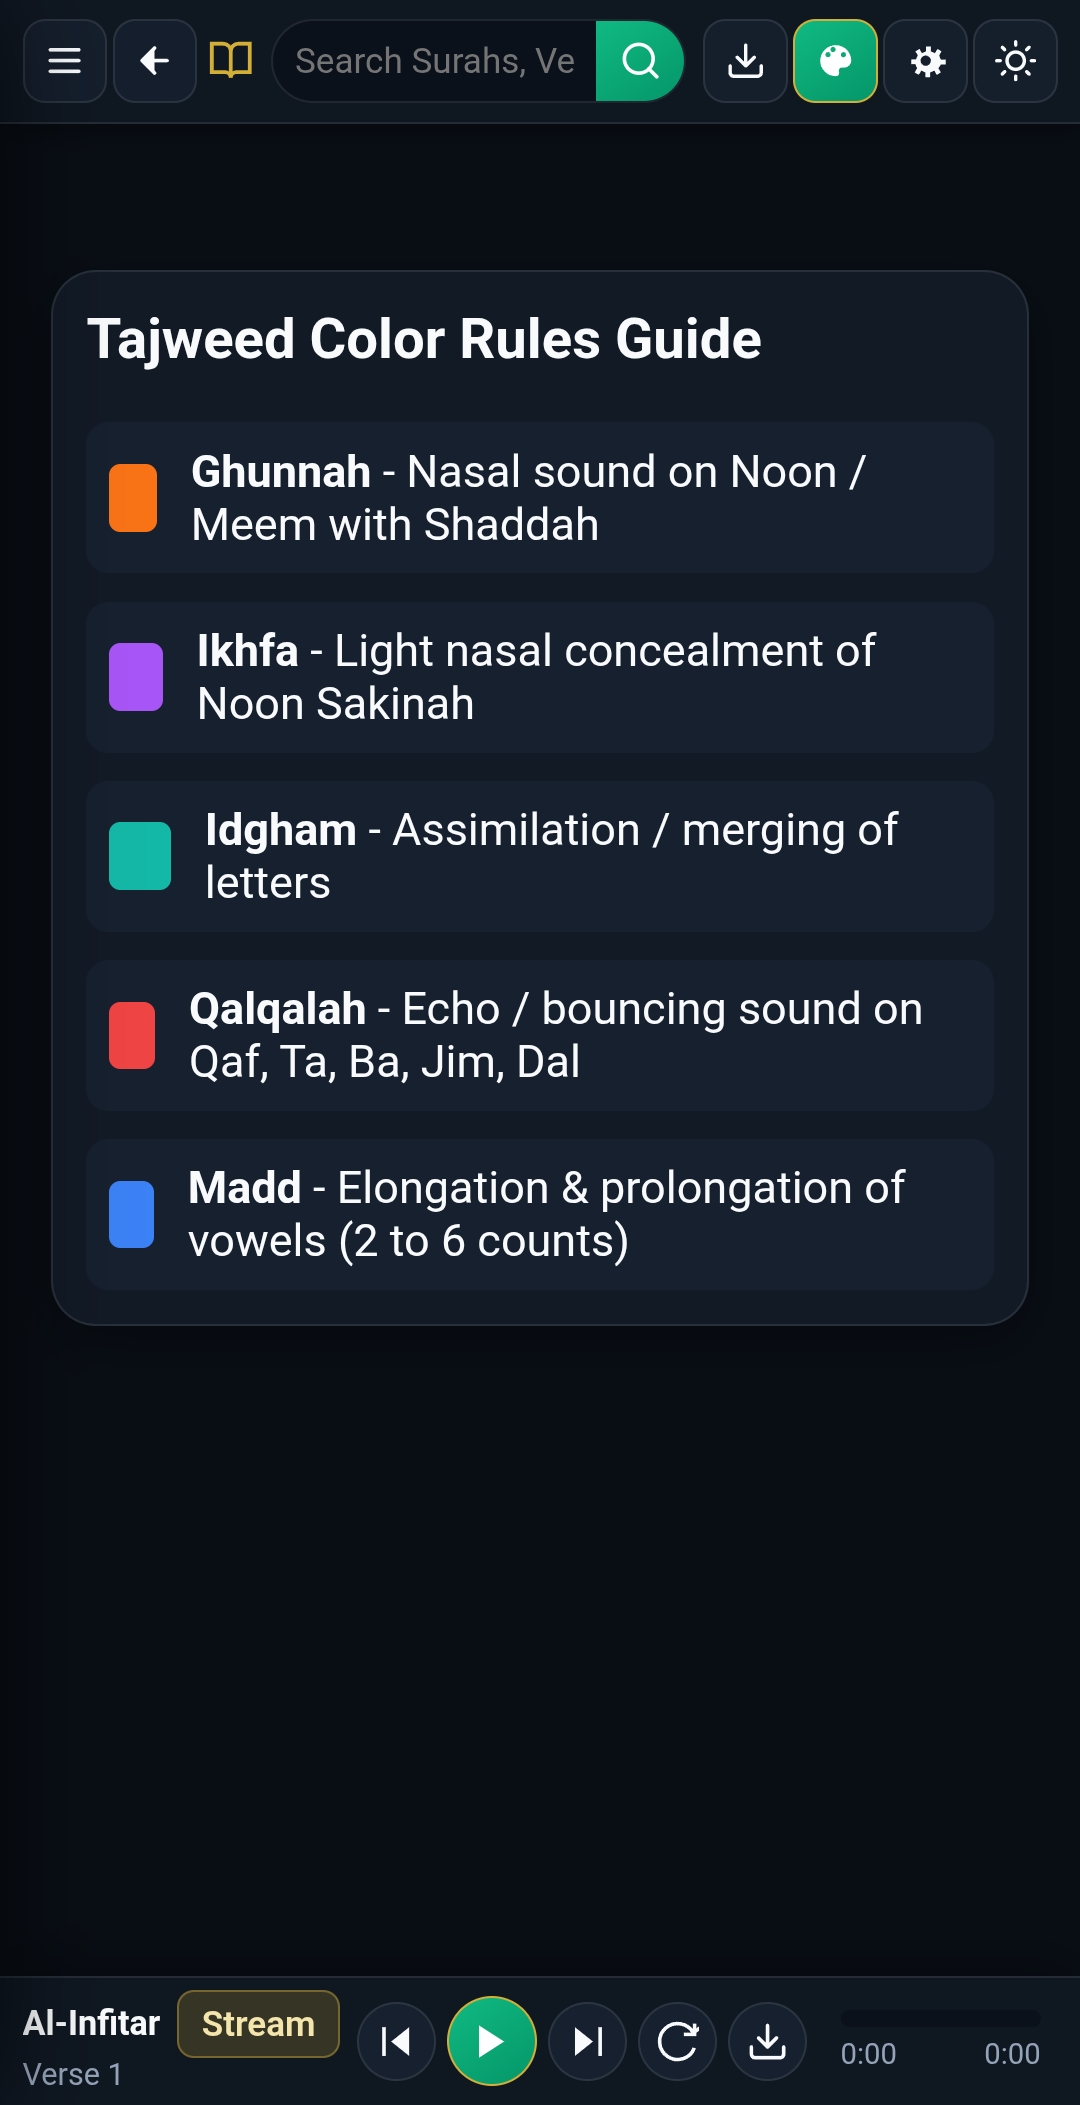 Search Surahs, Ve
Tajweed Color Rules Guide
Ghunnah - Nasal sound on Noon /
Meem with Shaddah
Ikhfa - Light nasal concealment of
Noon Sakinah
Idgham - Assimilation / merging of
letters
Qalqalah - Echo / bouncing sound on
Qaf, Ta, Ba, Jim, Dal
Madd - Elongation & prolongation of
vowels (2 to 6 counts)
Al-Infitar
Stream
Verse 1
0:00
0:00